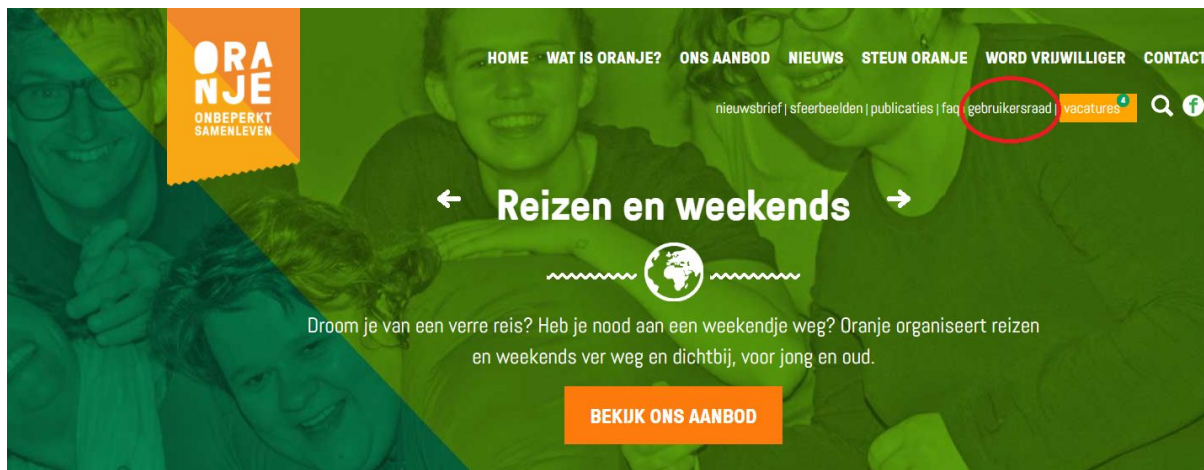 ORA
NJE
ONBEPERKT
SAMENLEVEN
HOME WAT IS ORANJE? ONS AANBOD NIEUWS STEUN ORANJE WORD VRIJWILLIGER CONTACT
nieuwsbrief | sfeerbeelden | publicaties | faq | gebruikersraad | vacatures 4
Reizen en weekends
Droom je van een verre reis? Heb je nood aan een weekendje weg? Oranje organiseert reizen
en weekends ver weg en dichtbij, voor jong en oud.
BEKIJK ONS AANBOD